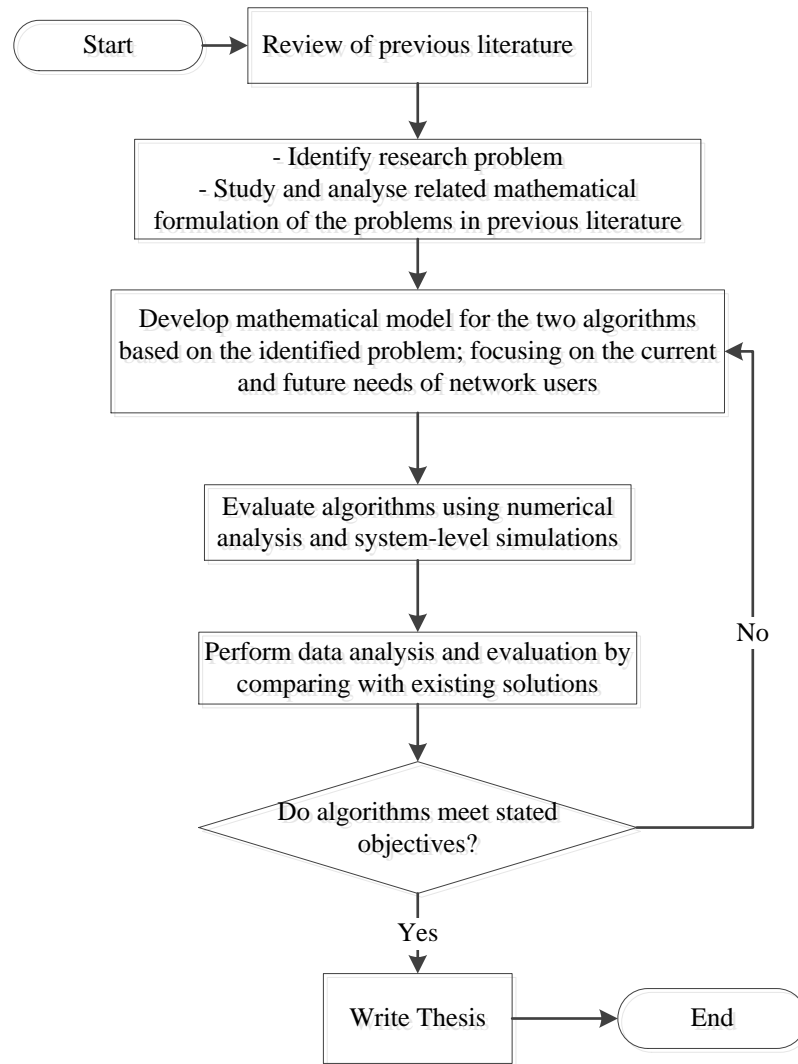 Start
Review of previous literature
- Identify research problem
- Study and analyse related mathematical
formulation of the problems in previous literature
Develop mathematical model for the two algorithms
based on the identified problem; focusing on the current
and future needs of network users
Evaluate algorithms using numerical
analysis and system-level simulations
Perform data analysis and evaluation by
comparing with existing solutions
No
Do algorithms meet stated
objectives?
Yes
Write Thesis
End